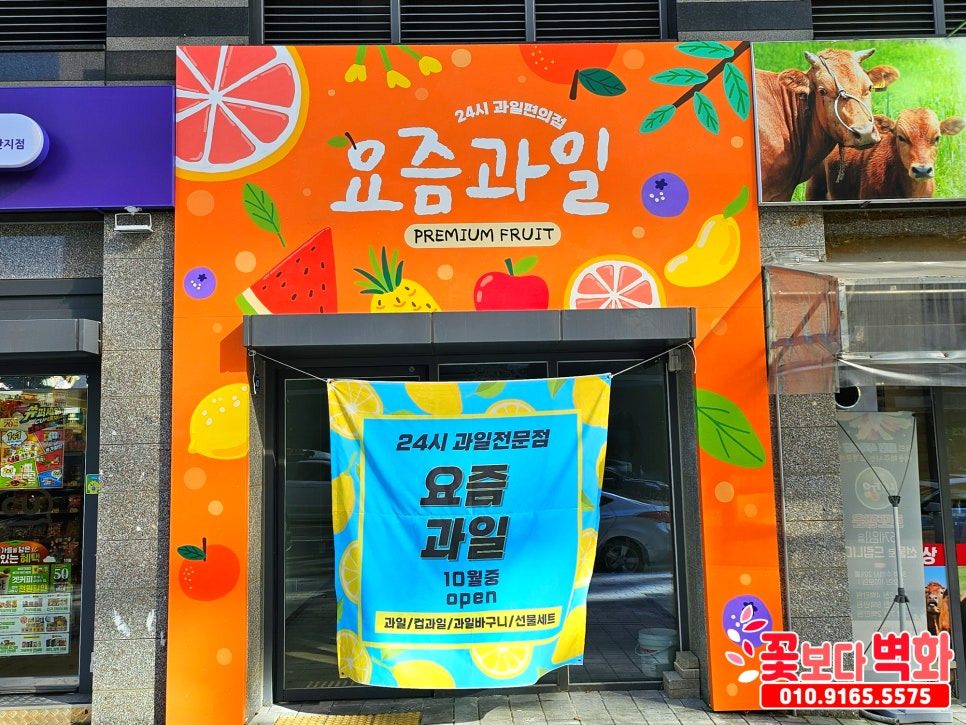 24시 과일편의점
요즘과일
PREMIUM FRUIT
24시 과일전문점
요즘
과일
10월중
open
과일/컵과일/과일바구니/선물세트
꽃보다 벽화
010.9165.5575
50